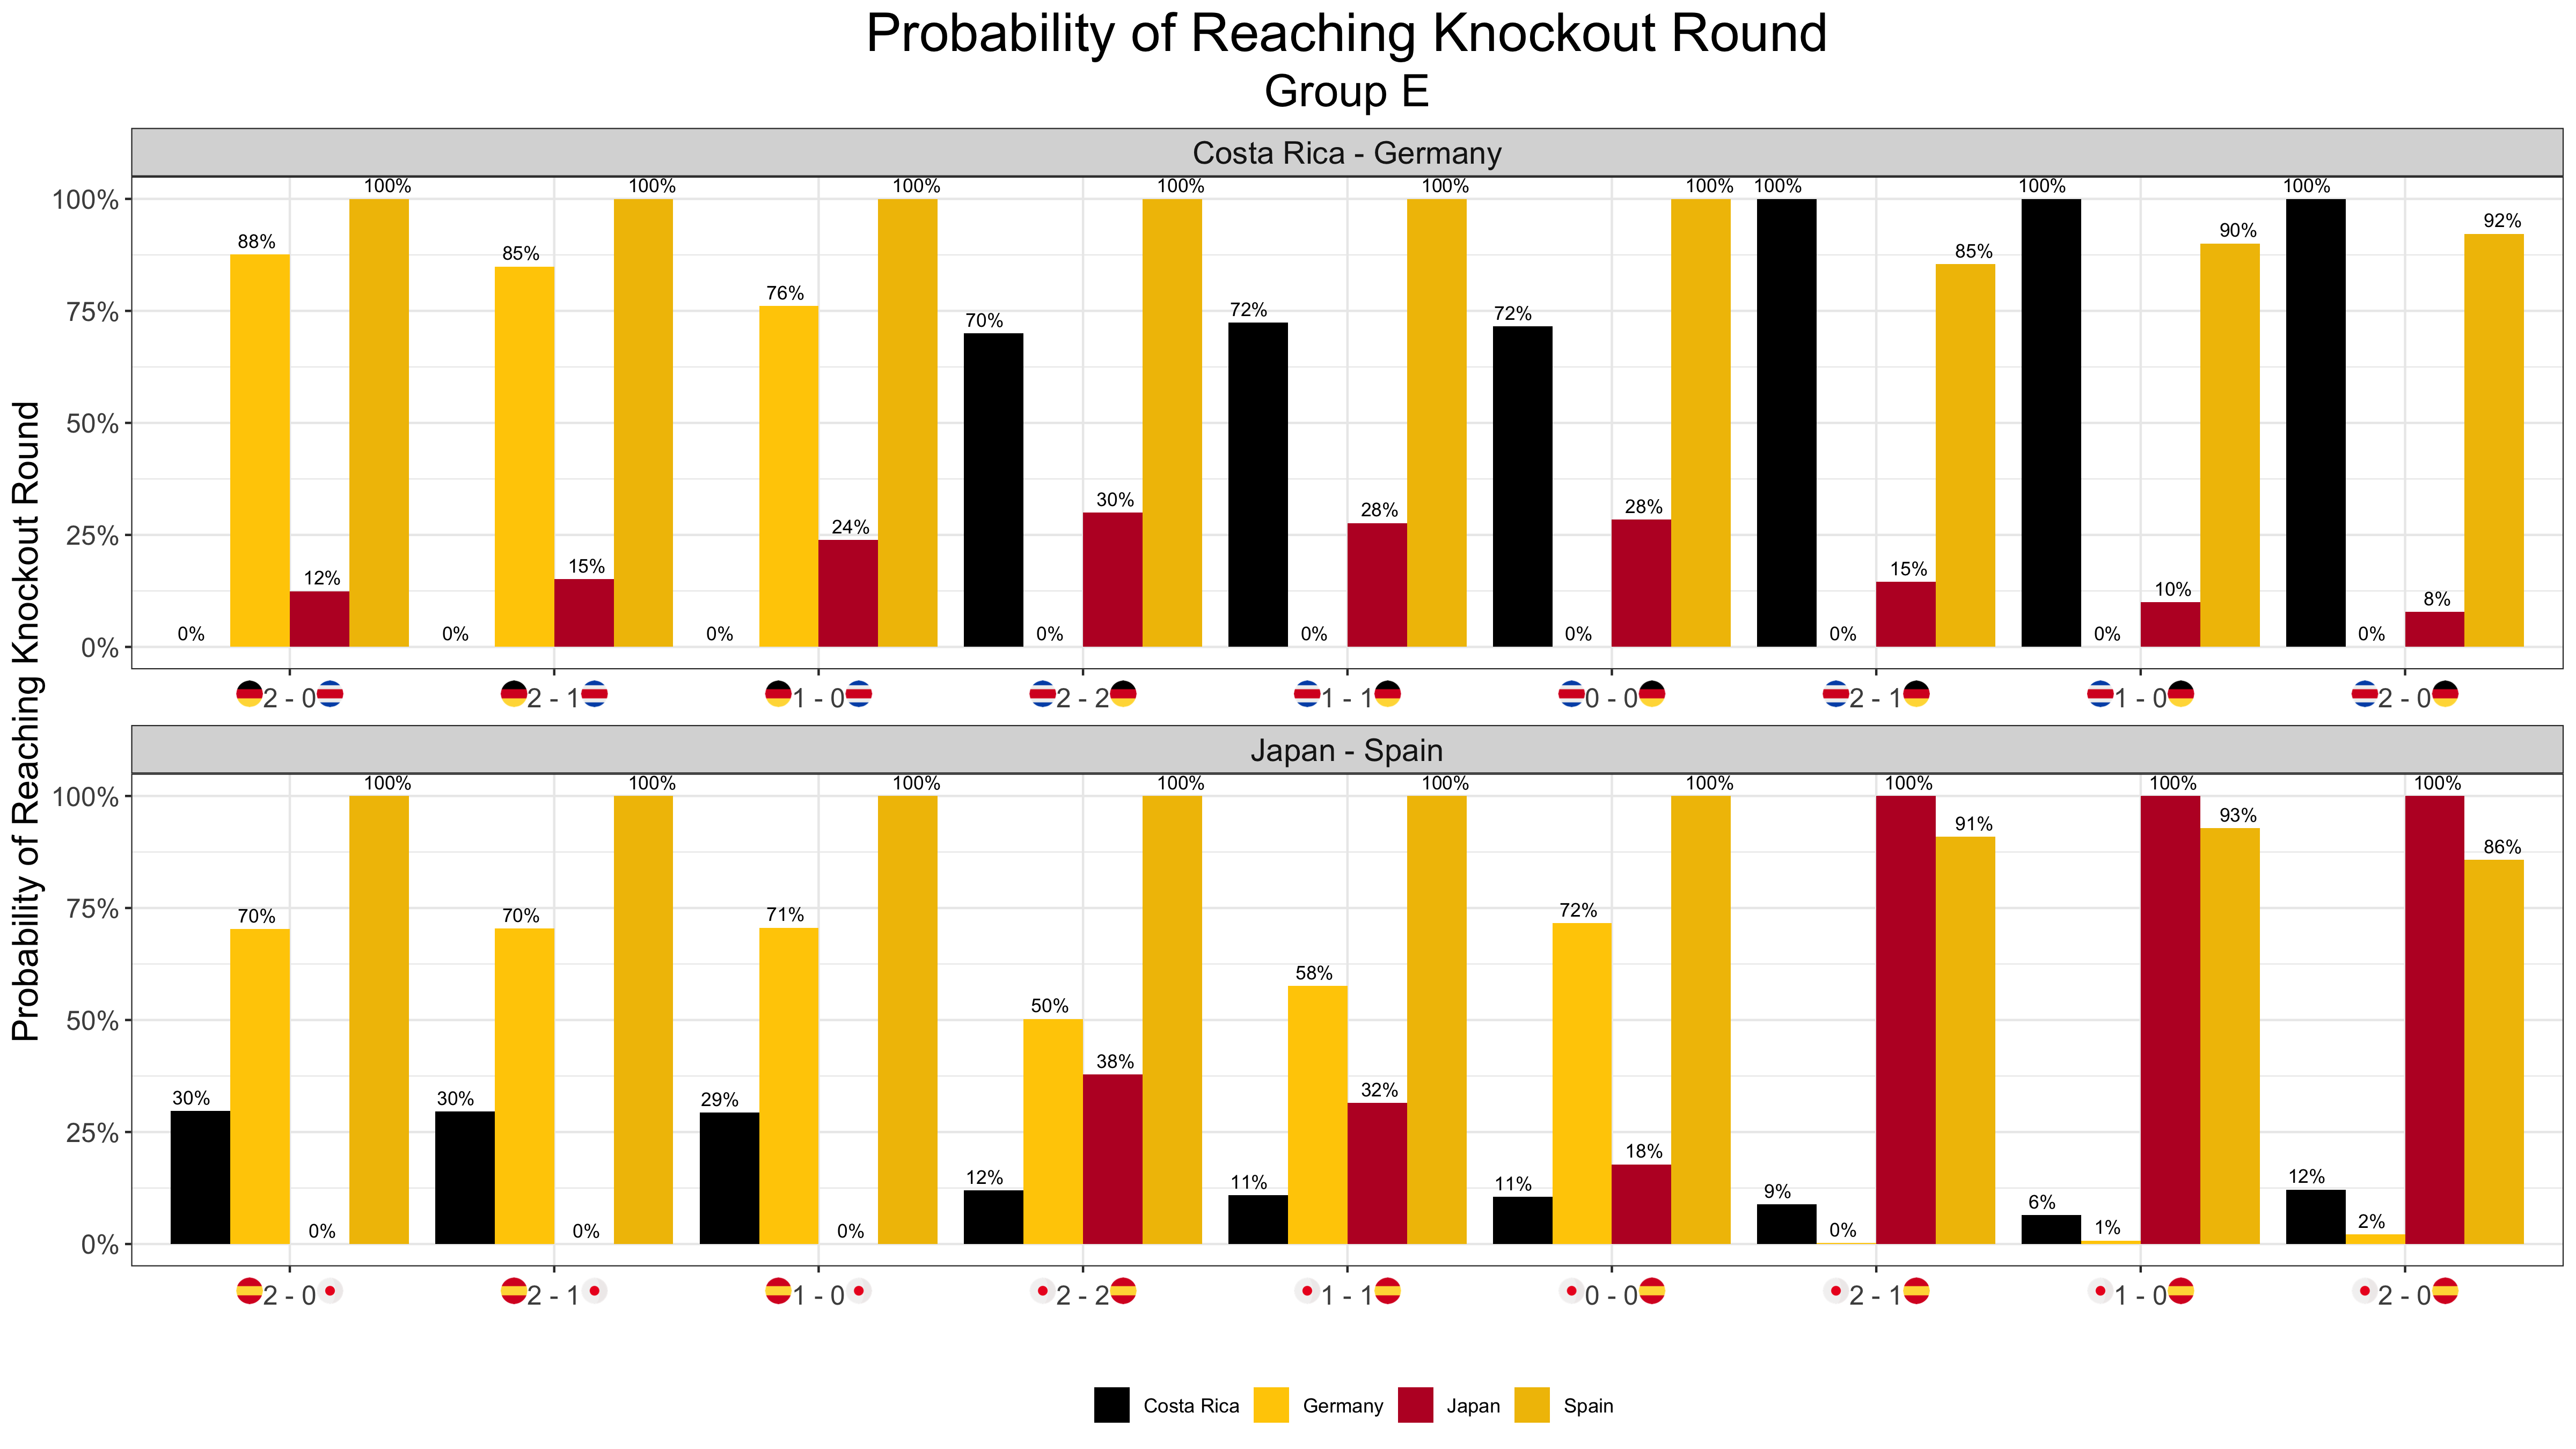 Probability of Reaching Knockout Round
Group E
Probability of Reaching Knockout Round
Costa Rica - Germany
100% 100% 100% 100% 100% 100% 100% 100% 100%
100%
92%
90%
88%
85% 85%
76%
75%
72% 72%
70%
50%
30%
28% 28%
25%
24%
15% 15%
12%
10%
8%
0% 0% 0% 0% 0% 0% 0% 0% 0%
0%
2 - 0 2 - 1 1 - 0 2 - 2 1 - 1 0 - 0 2 - 1 1 - 0 2 - 0
Japan - Spain
100% 100% 100% 100% 100% 100% 100% 100% 100%
100%
93%
91%
86%
75%
72%
70% 70% 71%
58%
50%
50%
38%
32%
30% 30% 29%
25%
18%
12% 11% 11% 12%
9%
6%
2%
1%
0% 0% 0% 0%
0%
2 - 0 2 - 1 1 - 0 2 - 2 1 - 1 0 - 0 2 - 1 1 - 0 2 - 0
Costa Rica Germany Japan Spain